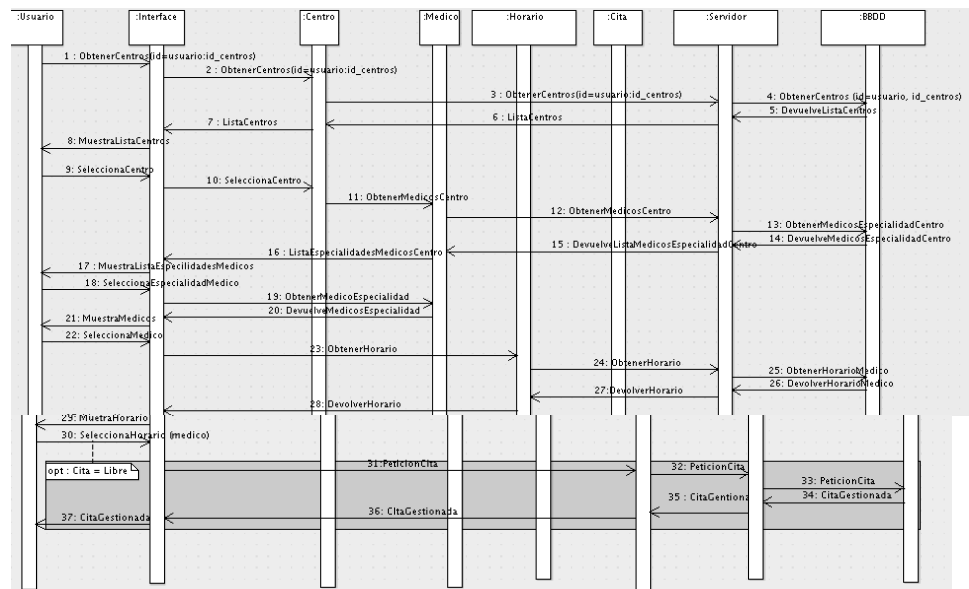 :Usuario
:Interface
:Centro
:Medico
:Horario
:Cita
:Servidor
:BBDD
1 : ObtenerCentros(id=usuario:id_centros)
2 : ObtenerCentros(id=usuario:id_centros)
3 : ObtenerCentros(id=usuario:id_centros)
4: ObtenerCentros (id=usuario, id_centros)
5: DevuelveListaCentros
6 : ListaCentros
7 : ListaCentros
8: MuestraListaCentros
9: SeleccionaCentro
10: SeleccionaCentro
11: ObtenerMedicosCentro
12: ObtenerMedicosCentro
13: ObtenerMedicosEspecialidadCentro
14: DevuelveMedicosEspecialidadCentro
15 : DevuelveListaMedicosEspecialidadCentro
16 : ListaEspecialidadesMedicosCentro
17 : MuestraListaEspecilidadesMedicos
18: SeleccionaEspecialidadMedico
19: ObtenerMedicoEspecialidad
20: DevuelveMedicosEspecialidad
21: MuestraMedicos
22: SeleccionaMedico
23: ObtenerHorario
24: ObtenerHorario
25: ObtenerHorarioMedico
26: DevolverHorarioMedico
27:DevolverHorario
28: DevolverHorario
29: MuetraHorario
30: SeleccionaHorario (medico)
opt : Cita = Libre
31:PeticionCita
32: PeticionCita
33: PeticionCita
34: CitaGestionada
35 : CitaGentiona
36: CItaGestionada
37: CitaGestionada